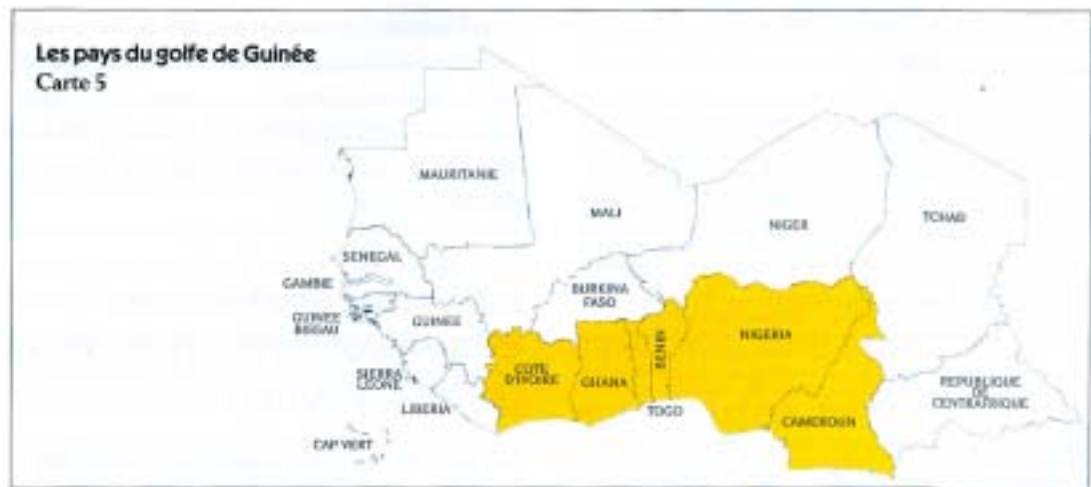 Les pays du golfe de Guinée
Carte 5
MAURITANIE
MALI
NIGER
TCHAD
SENEGAL
GAMBIE
GUINEE
BISSAU
GUINEE
BURKINA
FASO
SIERRA
LEONE
LIBERIA
COTE
D'IVOIRE
GHANA
TOGO
BENIN
NIGERIA
CAMEROUN
REPUBLIQUE
DE
CENTRAFRIQUE
CAP VERT